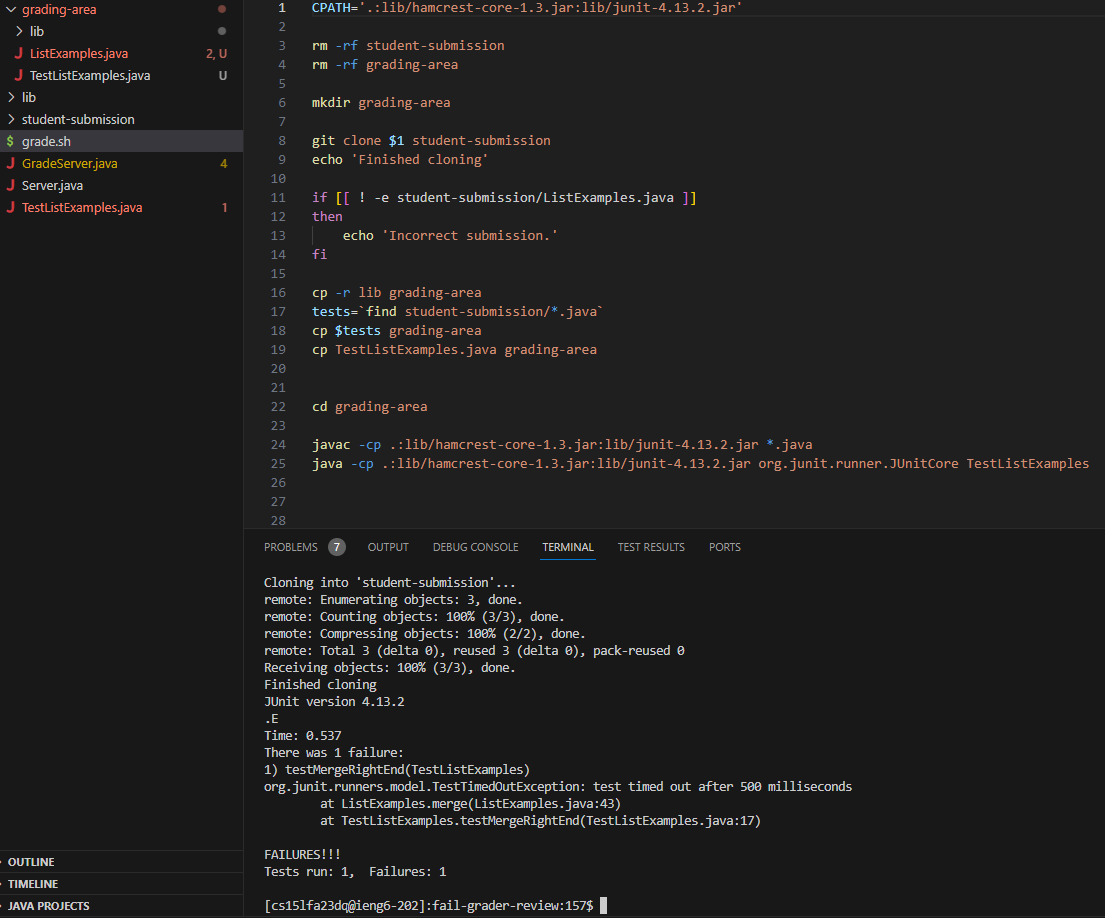 grading-area
lib
J ListExamples.java 2, U
J TestListExamples.java U
lib
student-submission
$ grade.sh
J GradeServer.java 4
J Server.java
J TestListExamples.java 1
OUTLINE
TIMELINE
JAVA PROJECTS
1 CPATH='.:lib/hamcrest-core-1.3.jar:lib/junit-4.13.2.jar'
2
3 rm -rf student-submission
4 rm -rf grading-area
5
6 mkdir grading-area
7
8 git clone $1 student-submission
9 echo 'Finished cloning'
10
11 if [[ ! -e student-submission/ListExamples.java ]]
12 then
13     echo 'Incorrect submission.'
14 fi
15
16 cp -r lib grading-area
17 tests=`find student-submission/*.java`
18 cp $tests grading-area
19 cp TestListExamples.java grading-area
20
21
22 cd grading-area
23
24 javac -cp .:lib/hamcrest-core-1.3.jar:lib/junit-4.13.2.jar *.java
25 java -cp .:lib/hamcrest-core-1.3.jar:lib/junit-4.13.2.jar org.junit.runner.JUnitCore TestListExamples
26
27
28
PROBLEMS 7 OUTPUT DEBUG CONSOLE TERMINAL TEST RESULTS PORTS
Cloning into 'student-submission'...
remote: Enumerating objects: 3, done.
remote: Counting objects: 100% (3/3), done.
remote: Compressing objects: 100% (2/2), done.
remote: Total 3 (delta 0), reused 3 (delta 0), pack-reused 0
Receiving objects: 100% (3/3), done.
Finished cloning
JUnit version 4.13.2
.E
Time: 0.537
There was 1 failure:
1) testMergeRightEnd(TestListExamples)
org.junit.runners.model.TestTimedOutException: test timed out after 500 milliseconds
        at ListExamples.merge(ListExamples.java:43)
        at TestListExamples.testMergeRightEnd(TestListExamples.java:17)
FAILURES!!!
Tests run: 1,  Failures: 1
[cs15lfa23dq@ieng6-202]:fail-grader-review:157$